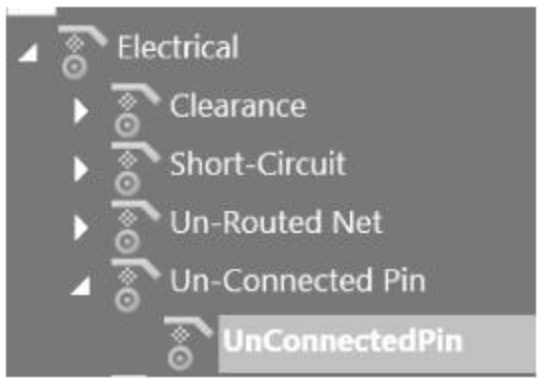 Electrical
Clearance
Short-Circuit
Un-Routed Net
Un-Connected Pin
UnConnectedPin